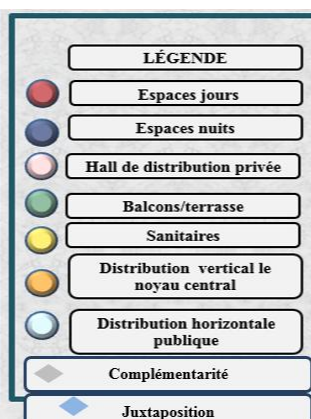 LÉGENDE
Espaces jours
Espaces nuits
Hall de distribution privée
Balcons/terrasse
Sanitaires
Distribution vertical le
noyau central
Distribution horizontale
publique
Complémentarité
Juxtaposition